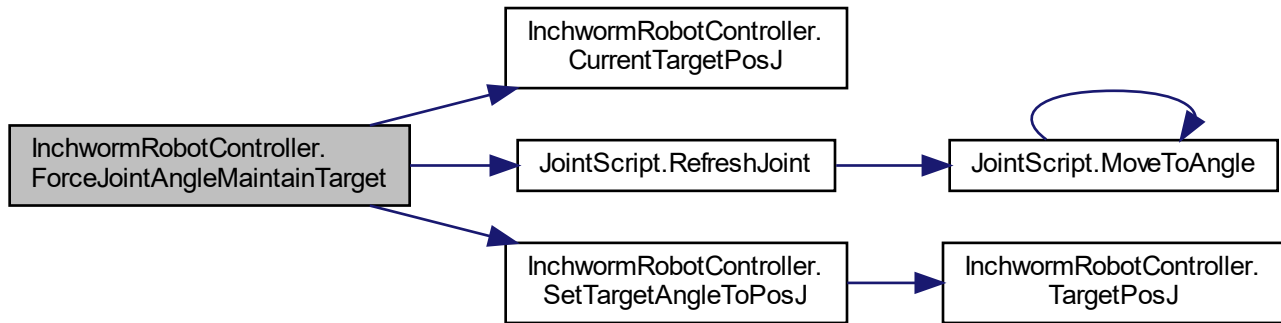 InchwormRobotController.
ForceJointAngleMaintainTarget
InchwormRobotController.
CurrentTargetPosJ
JointScript.RefreshJoint
JointScript.MoveToAngle
InchwormRobotController.
SetTargetAngleToPosJ
InchwormRobotController.
TargetPosJ